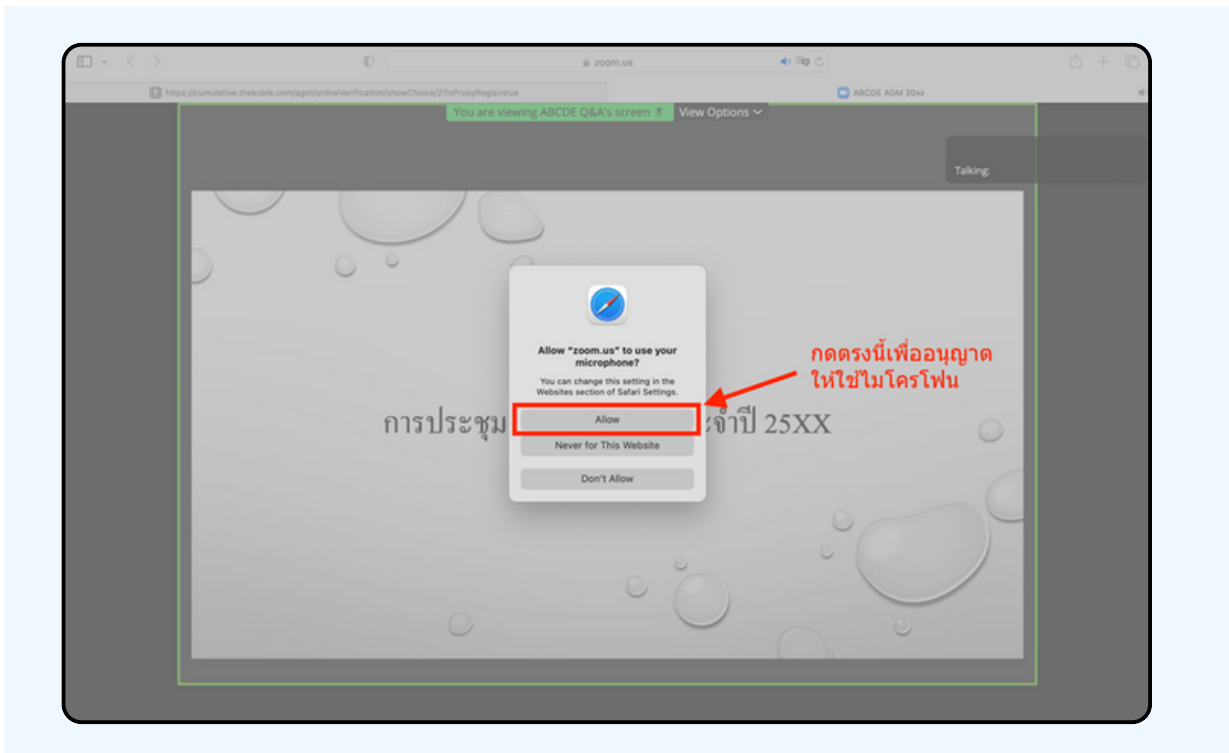 zoom.us
https://cumulative.thekoble.com/agm/onlineVerification/showChoice/2?isProxyRegis=true
ABCDE AGM 20xx
You are viewing ABCDE Q&A's screen
View Options
Talking:
Allow "zoom.us" to use your
microphone?
You can change this setting in the
Websites section of Safari Settings.
Allow
Never for This Website
Don't Allow
กดตรงนี้เพื่ออนุญาต
ให้ใช้ไมโครโฟน
การประชุม ะจำปี 25XX